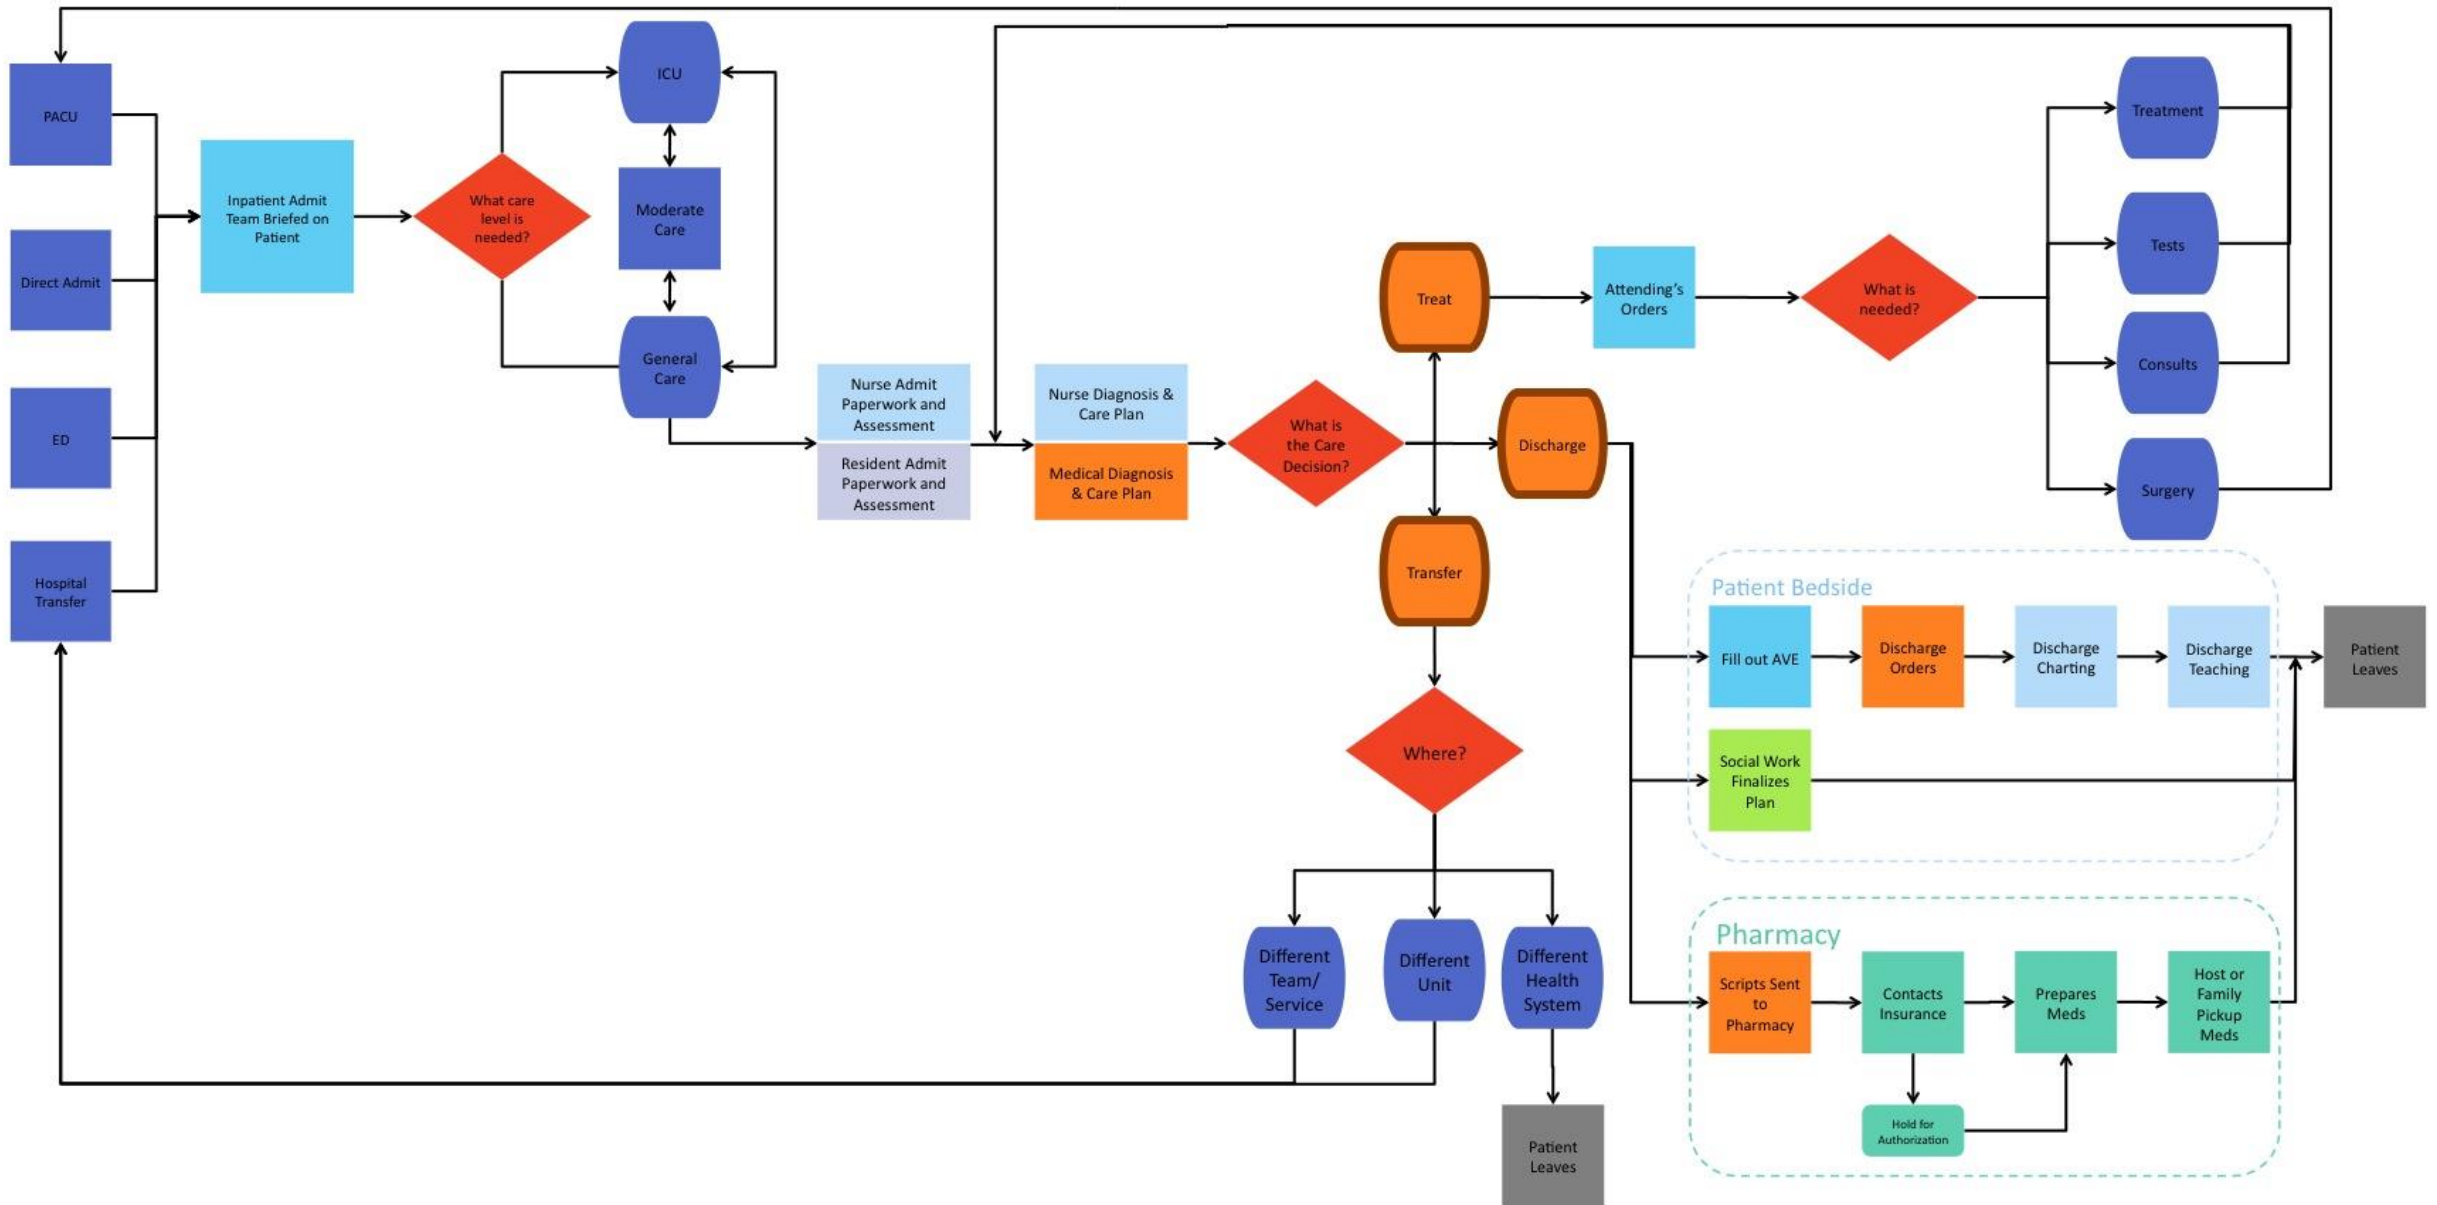 PACU
Direct Admit
ED
Hospital
Transfer
Inpatient Admit
Team Briefed on
Patient
What care
level is
needed?
ICU
Moderate
Care
General
Care
Nurse Admit
Paperwork and
Assessment
Resident Admit
Paperwork and
Assessment
Nurse Diagnosis &
Care Plan
Medical Diagnosis
& Care Plan
What is
the Care
Decision?
Treat
Discharge
Transfer
Attending’s
Orders
What is
needed?
Treatment
Tests
Consults
Surgery
Where?
Different
Team/
Service
Different
Unit
Different
Health
System
Patient
Leaves
Patient Bedside
Fill out AVE
Discharge
Orders
Discharge
Charting
Discharge
Teaching
Patient
Leaves
Social Work
Finalizes
Plan
Pharmacy
Scripts Sent
to
Pharmacy
Contacts
Insurance
Prepares
Meds
Host or
Family
Pickup
Meds
Hold for
Authorization